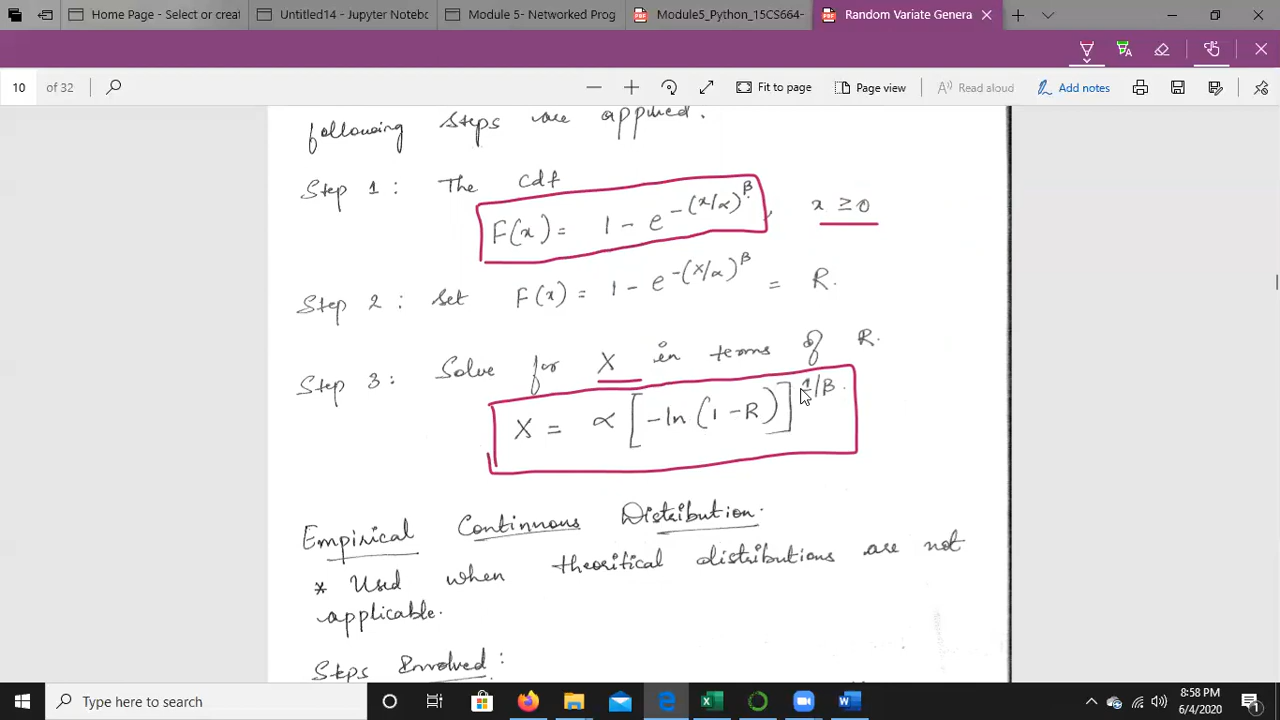 Home Page - Select or creat
Untitled14 - Jupyter Notebo
Module 5- Networked Prog
Module5_Python_15CS664-
Random Variate Genera
10 of 32
Fit to page
Page view
Read aloud
Add notes
following steps are applied.
Step 1: The cdf
F(x) = 1 - e^-(x/α)^β, x ≥ 0
Step 2: Set F(x) = 1 - e^-(X/α)^β = R.
Step 3: Solve for X in terms of R.
X = α [-ln(1-R)]^1/β.
Empirical Continuous Distribution.
* Used when theoritical distributions are not
applicable.
Steps Involved:
Type here to search
8:58 PM
6/4/2020